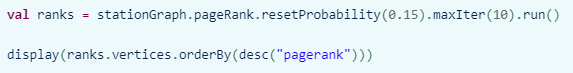 val ranks = stationGraph.pageRank.resetProbability(0.15).maxIter(10).run()
display(ranks.vertices.orderBy(desc("pagerank")))